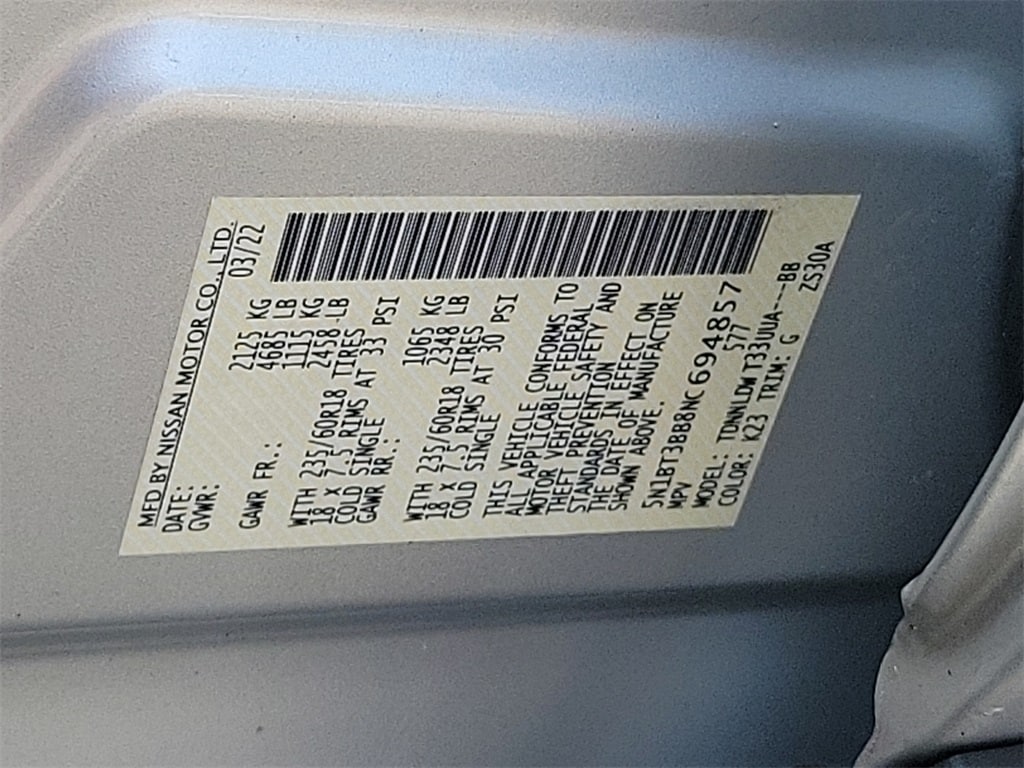 MFD BY NISSAN MOTOR CO., LTD.
DATE: 03/22
GVWR: 2125 KG
4685 LB
GAWR FR.: 1115 KG
2458 LB
WITH 235/60R18 TIRES
18 X 7.5 RIMS AT 33 PSI
COLD SINGLE
GAWR RR.: 1065 KG
2348 LB
WITH 235/60R18 TIRES
18 X 7.5 RIMS AT 30 PSI
COLD SINGLE
THIS VEHICLE CONFORMS TO
ALL APPLICABLE FEDERAL
MOTOR VEHICLE SAFETY AND
THEFT PREVENTION
STANDARDS IN EFFECT ON
THE DATE OF MANUFACTURE
SHOWN ABOVE.
5N1BT3BB8NC694857
MPV 577
MODEL: TDNNLDW T33UUA----BB
COLOR: K23 TRIM: G ZS30A